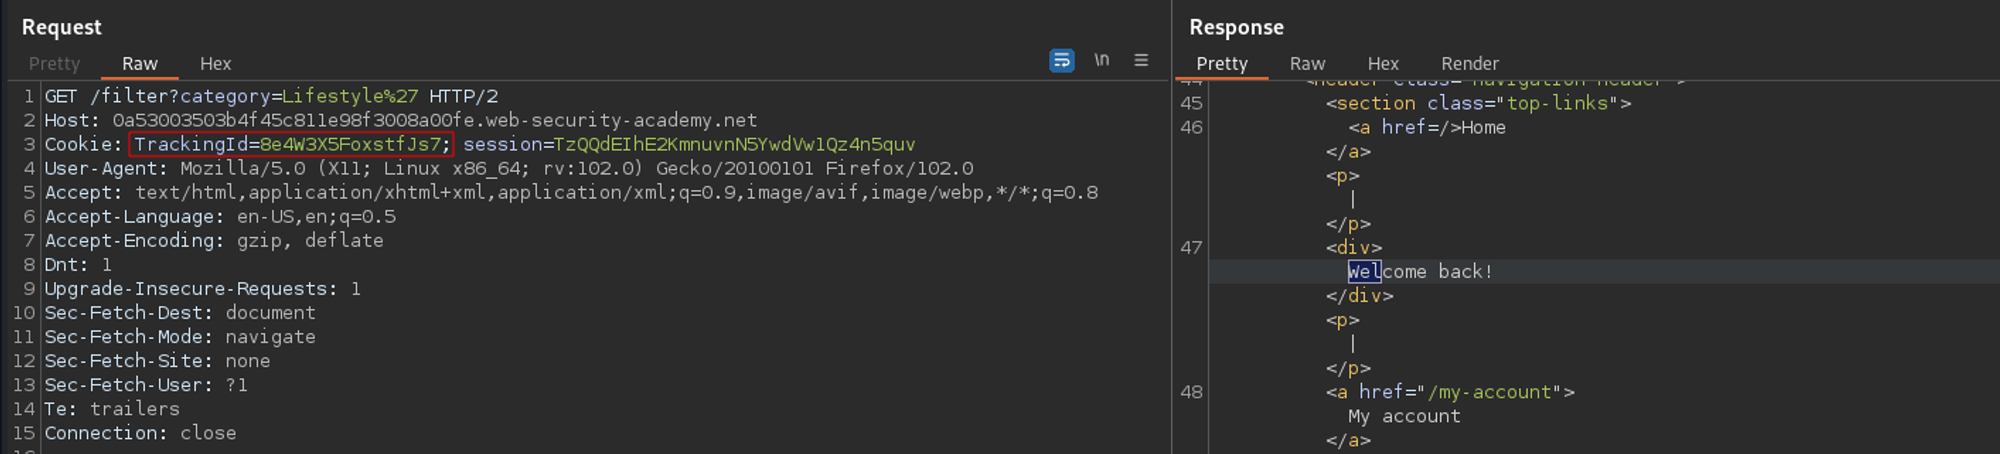 Request
Pretty Raw Hex
\n
1 GET /filter?category=Lifestyle%27 HTTP/2
2 Host: 0a53003503b4f45c811e98f3008a00fe.web-security-academy.net
3 Cookie: TrackingId=8e4W3X5FoxstfJs7; session=TzQQdEIhE2KmnuvnN5YwdVw1Qz4n5quv
4 User-Agent: Mozilla/5.0 (X11; Linux x86_64; rv:102.0) Gecko/20100101 Firefox/102.0
5 Accept: text/html,application/xhtml+xml,application/xml;q=0.9,image/avif,image/webp,*/*;q=0.8
6 Accept-Language: en-US,en;q=0.5
7 Accept-Encoding: gzip, deflate
8 Dnt: 1
9 Upgrade-Insecure-Requests: 1
10 Sec-Fetch-Dest: document
11 Sec-Fetch-Mode: navigate
12 Sec-Fetch-Site: none
13 Sec-Fetch-User: ?1
14 Te: trailers
15 Connection: close
Response
Pretty Raw Hex Render
44 <header class="navigation-header">
45 <section class="top-links">
46 <a href=/>Home
</a>
<p>
|
</p>
47 <div>
Welcome back!
</div>
<p>
|
</p>
48 <a href="/my-account">
My account
</a>